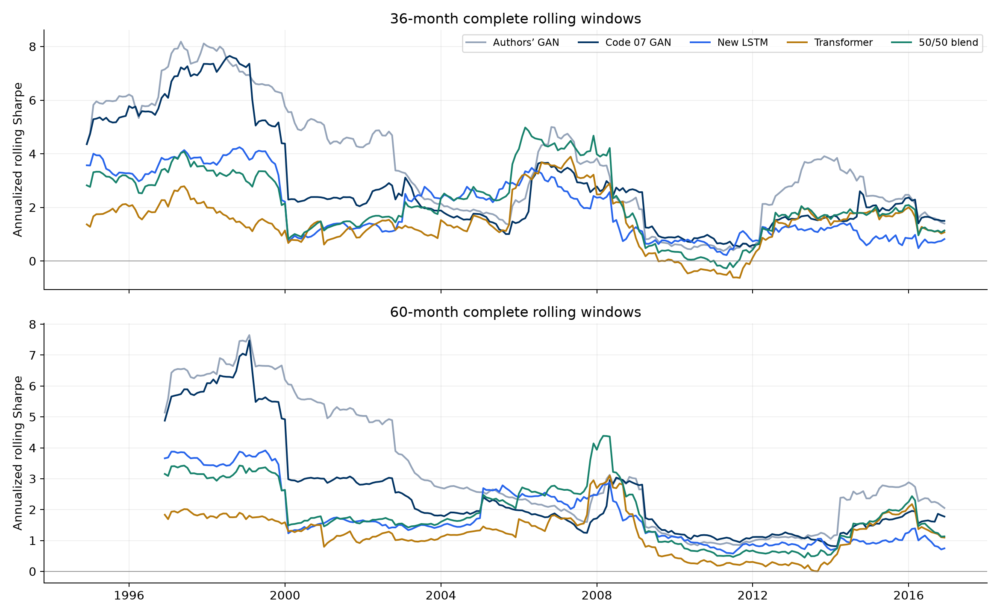 36-month complete rolling windows
Authors’ GAN Code 07 GAN New LSTM Transformer 50/50 blend
Annualized rolling Sharpe
8
6
4
2
0
60-month complete rolling windows
Annualized rolling Sharpe
8
7
6
5
4
3
2
1
0
1996 2000 2004 2008 2012 2016